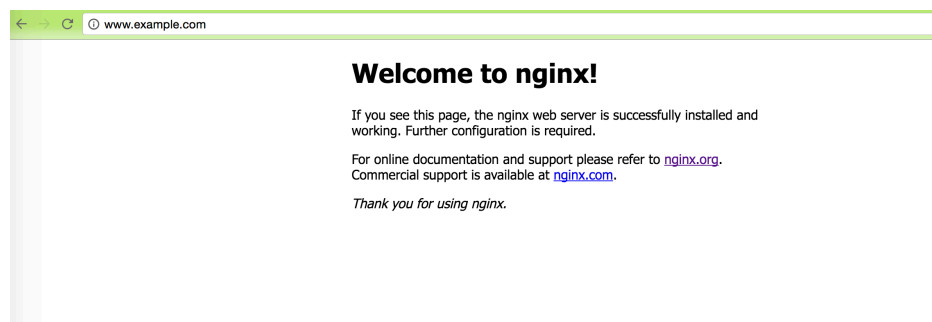 www.example.com
Welcome to nginx!
If you see this page, the nginx web server is successfully installed and
working. Further configuration is required.
For online documentation and support please refer to nginx.org.
Commercial support is available at nginx.com.
Thank you for using nginx.